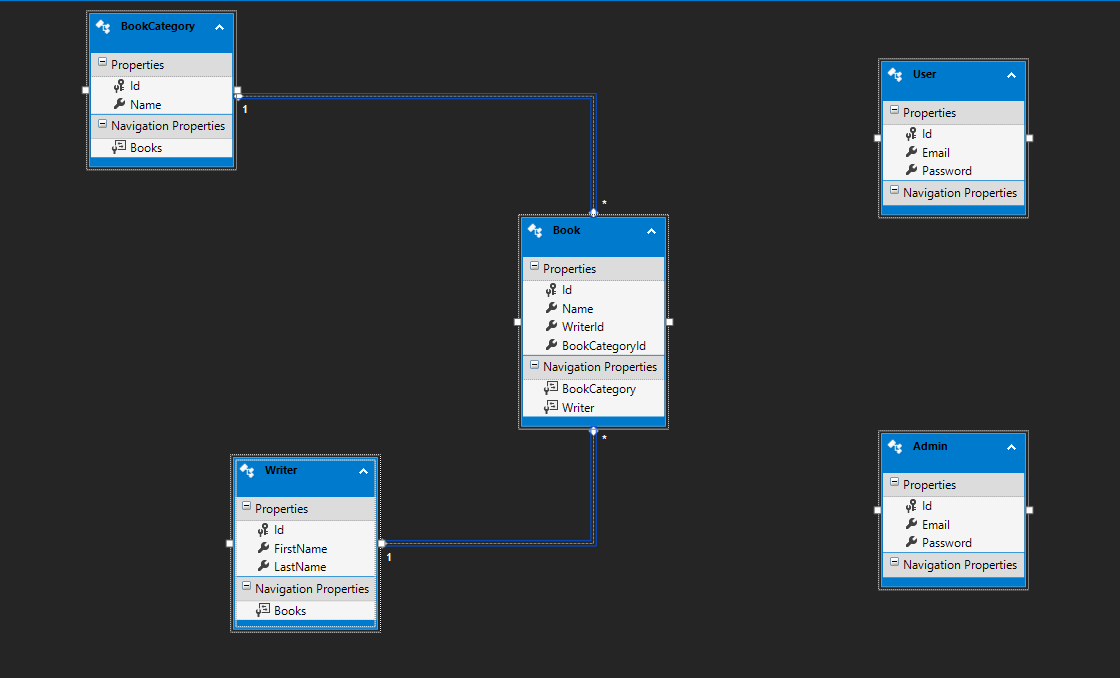 BookCategory
Properties
Id
Name
Navigation Properties
Books
1
*
Book
Properties
Id
Name
WriterId
BookCategoryId
Navigation Properties
BookCategory
Writer
*
Writer
Properties
Id
FirstName
LastName
Navigation Properties
Books
1
User
Properties
Id
Email
Password
Navigation Properties
Admin
Properties
Id
Email
Password
Navigation Properties